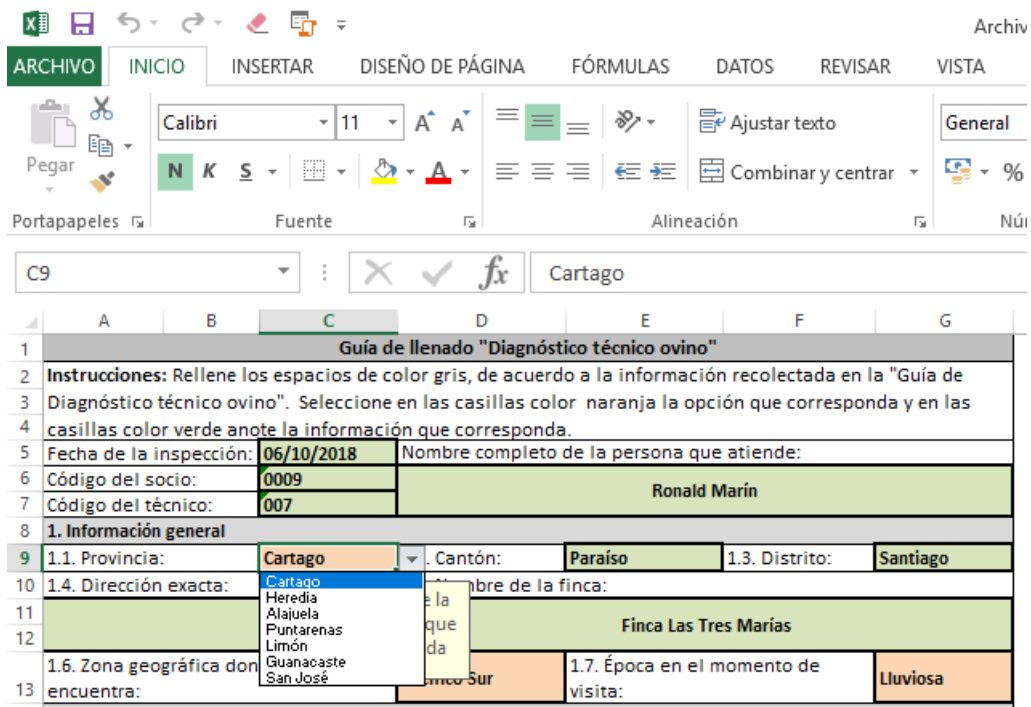 Archiv
ARCHIVO INICIO INSERTAR DISEÑO DE PÁGINA FÓRMULAS DATOS REVISAR VISTA
Calibri 11 A A Ajustar texto General
Pegar N K S A Combinar y centrar %
Portapapeles Fuente Alineación Núr
C9 fx Cartago
A B C D E F G
1 Guía de llenado "Diagnóstico técnico ovino"
2 Instrucciones: Rellene los espacios de color gris, de acuerdo a la información recolectada en la "Guía de
3 Diagnóstico técnico ovino". Seleccione en las casillas color naranja la opción que corresponda y en las
4 casillas color verde anote la información que corresponda.
5 Fecha de la inspección: 06/10/2018 Nombre completo de la persona que atiende:
6 Código del socio: 0009
Ronald Marín
7 Código del técnico: 007
8 1. Información general
9 1.1. Provincia: Cartago . Cantón: Paraíso 1.3. Distrito: Santiago
10 1.4. Dirección exacta: Cartago mbre de la finca:
Heredia e la
11 Alajuela que
Puntarenas Finca Las Tres Marías
12 Limón da
Guanacaste
San José
1.6. Zona geográfica don Sur 1.7. Época en el momento de Lluviosa
13 encuentra: visita: